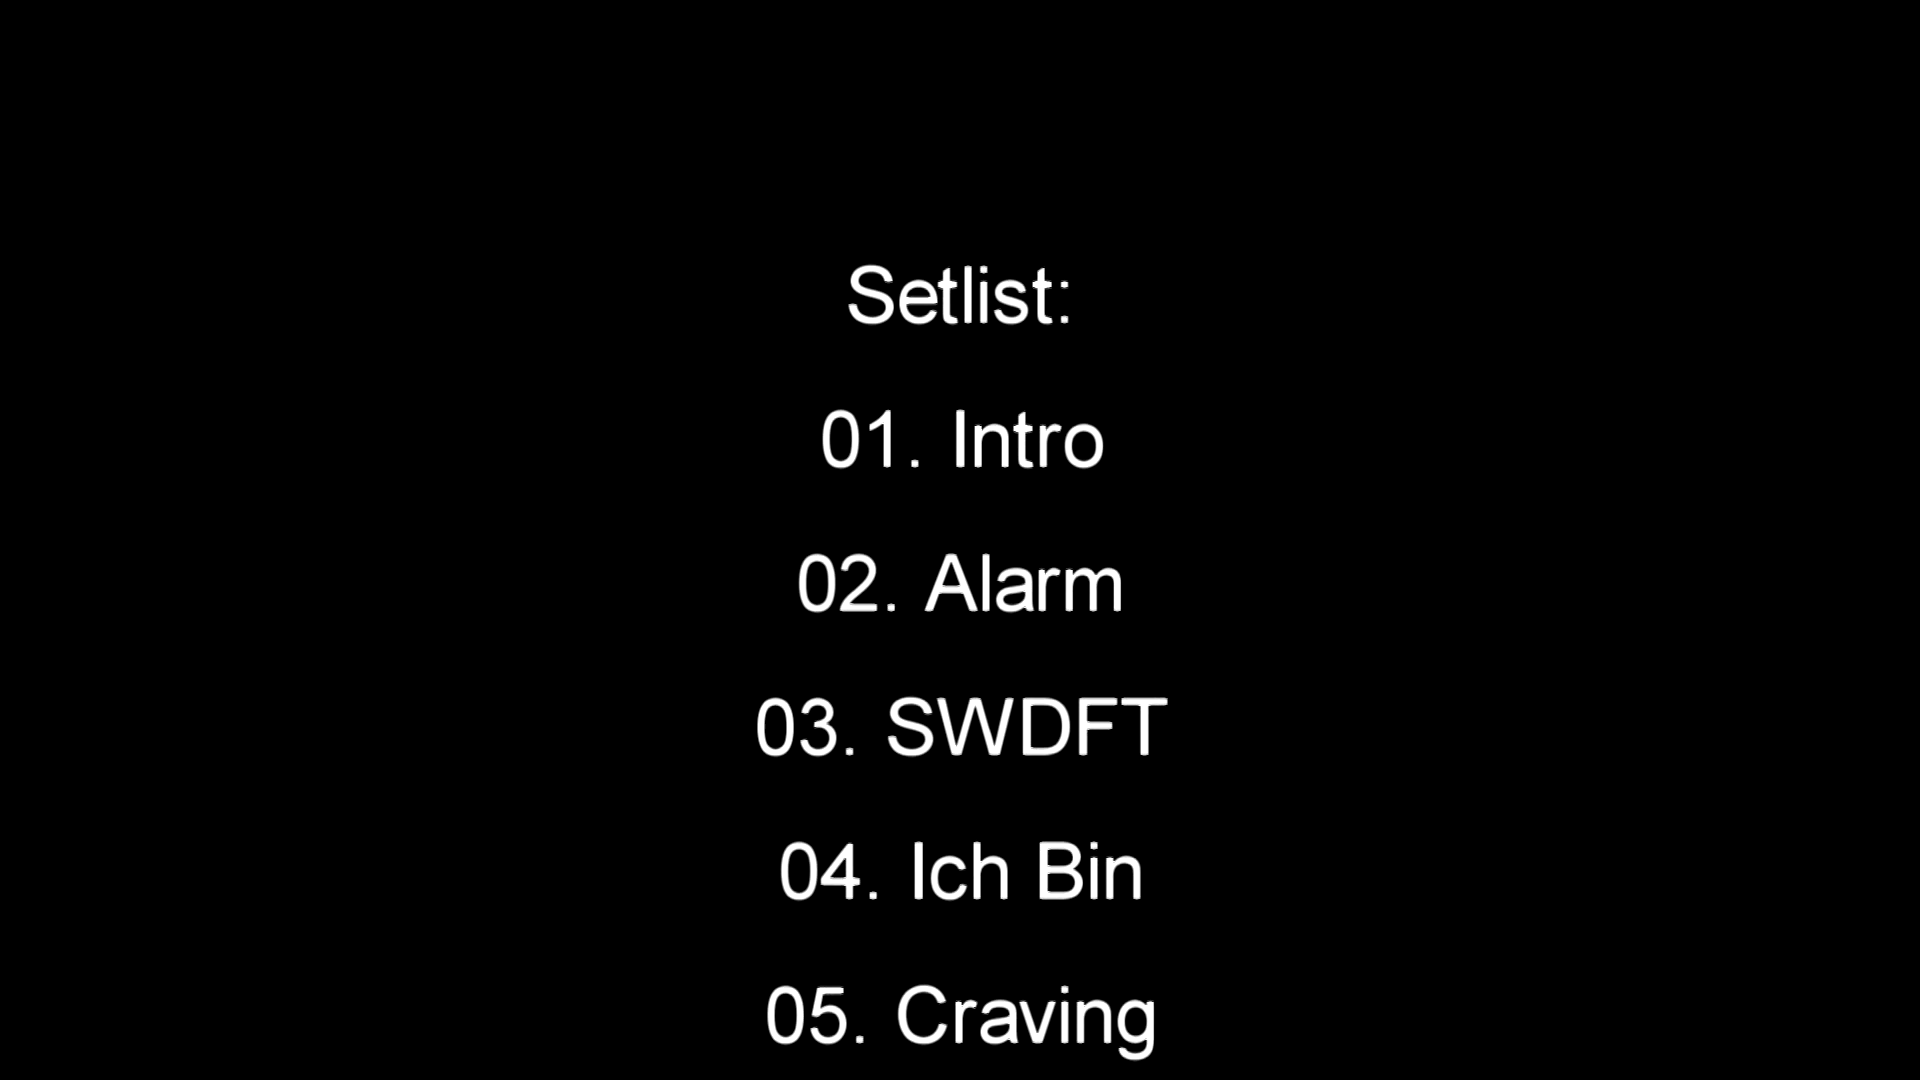 Setlist:
01. Intro
02. Alarm
03. SWDFT
04. Ich Bin
05. Craving